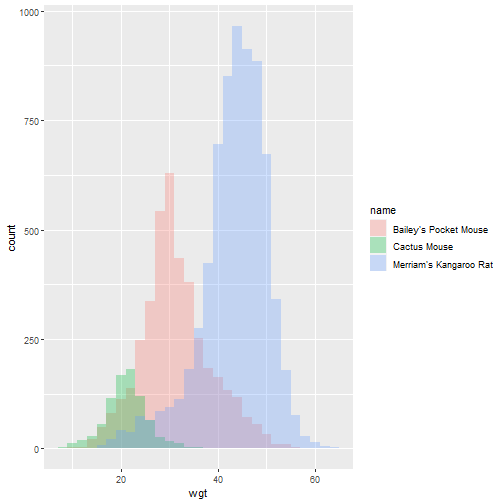 1000
750
500
250
0
20
40
60
wgt
count
name
Bailey's Pocket Mouse
Cactus Mouse
Merriam's Kangaroo Rat